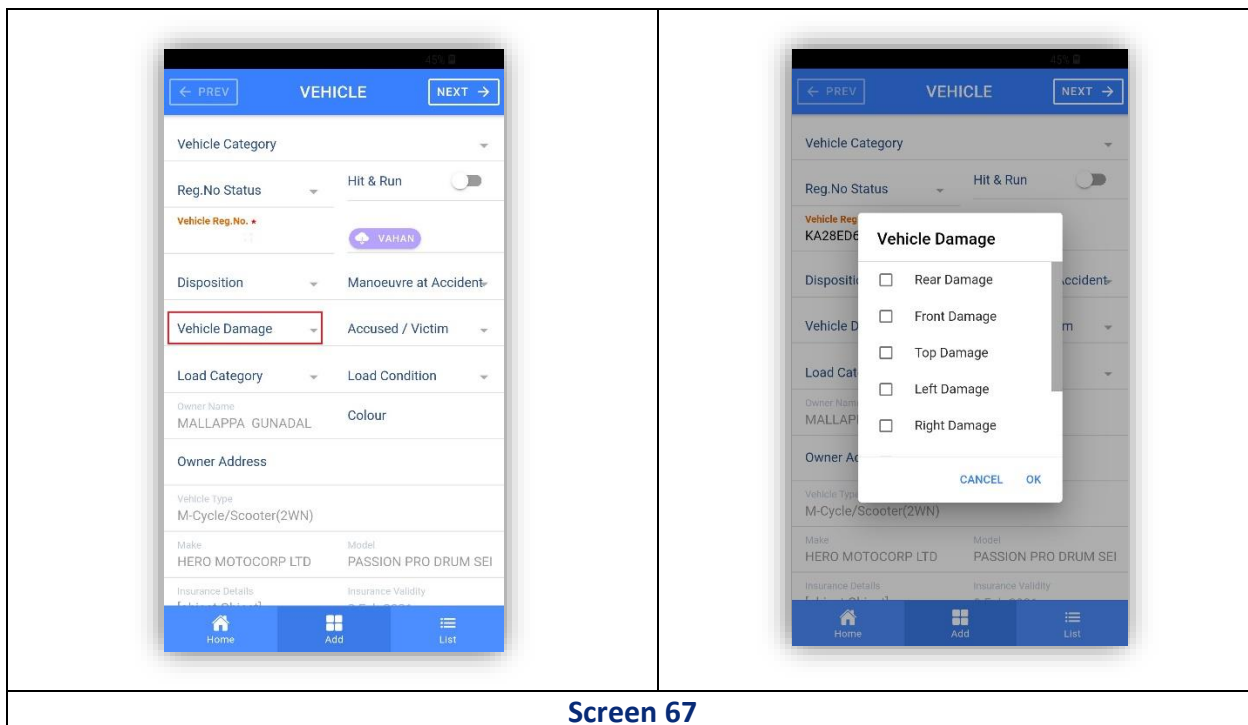 45%
← PREV VEHICLE NEXT →
Vehicle Category
Reg.No Status Hit & Run
Vehicle Reg.No. *
VAHAN
Disposition Manoeuvre at Accident
Vehicle Damage Accused / Victim
Load Category Load Condition
Owner Name
MALLAPPA GUNADAL Colour
Owner Address
Vehicle Type
M-Cycle/Scooter(2WN)
Make Model
HERO MOTOCORP LTD PASSION PRO DRUM SEI
Insurance Details Insurance Validity
Home Add List
45%
← PREV VEHICLE NEXT →
Vehicle Category
Reg.No Status Hit & Run
Vehicle Reg
KA28ED6
Vehicle Damage
Dispositi Rear Damage ccident
Front Damage
Vehicle D m
Top Damage
Load Cat
Left Damage
Owner Nam
MALLAP
Right Damage
Owner Ad
CANCEL OK
Vehicle Type
M-Cycle/Scooter(2WN)
Make Model
HERO MOTOCORP LTD PASSION PRO DRUM SEI
Insurance Details Insurance Validity
Home Add List
Screen 67